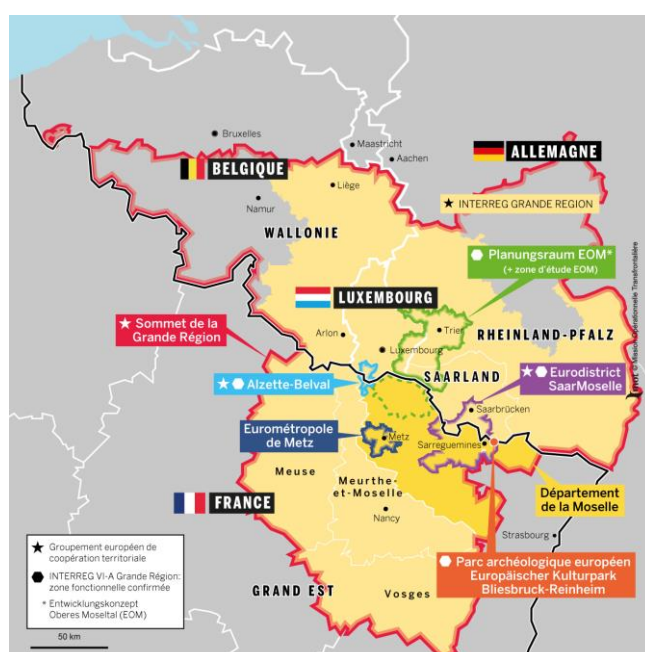 Bruxelles
Maastricht
Aachen
ALLEMAGNE
BELGIQUE
Liège
INTERREG GRANDE REGION
Namur
WALLONIE
Planungsraum EOM*
(+ zone d'étude EOM)
LUXEMBOURG
Sommet de la
Grande Région
Arlon
Trier
RHEINLAND-PFALZ
Luxembourg
SAARLAND
Eurodistrict
SaarMoselle
Alzette-Belval
Saarbrücken
Eurométropole
de Metz
Metz
Sarreguemines
Meuse
Meurthe-
et-Moselle
Département
de la Moselle
FRANCE
Nancy
Strasbourg
Groupement européen de
coopération territoriale
INTERREG VI-A Grande Région:
zone fonctionnelle confirmée
* Entwicklungskonzept
Oberes Moseltal (EOM)
Parc archéologique européen
Europäischer Kulturpark
Bliesbruck-Reinheim
GRAND EST
Vosges
50 km
© Mission Opérationnelle Transfrontalière